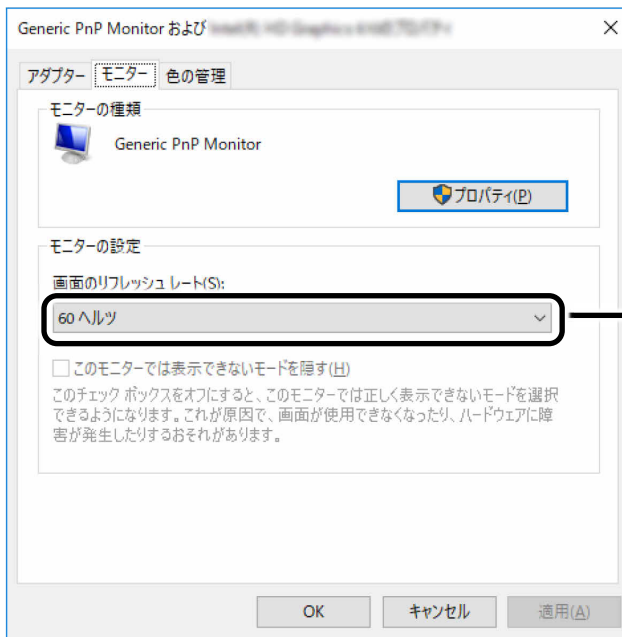 Generic PnP Monitor および
アダプター モニター 色の管理
モニターの種類
Generic PnP Monitor
プロパティ(P)
モニターの設定
画面のリフレッシュ レート(S):
60 ヘルツ
このモニターでは表示できないモードを隠す(H)
このチェック ボックスをオフにすると、このモニターでは正しく表示できないモードを選択
できるようになります。これが原因で、画面が使用できなくなったり、ハードウェアに障
害が発生したりするおそれがあります。
OK キャンセル 適用(A)